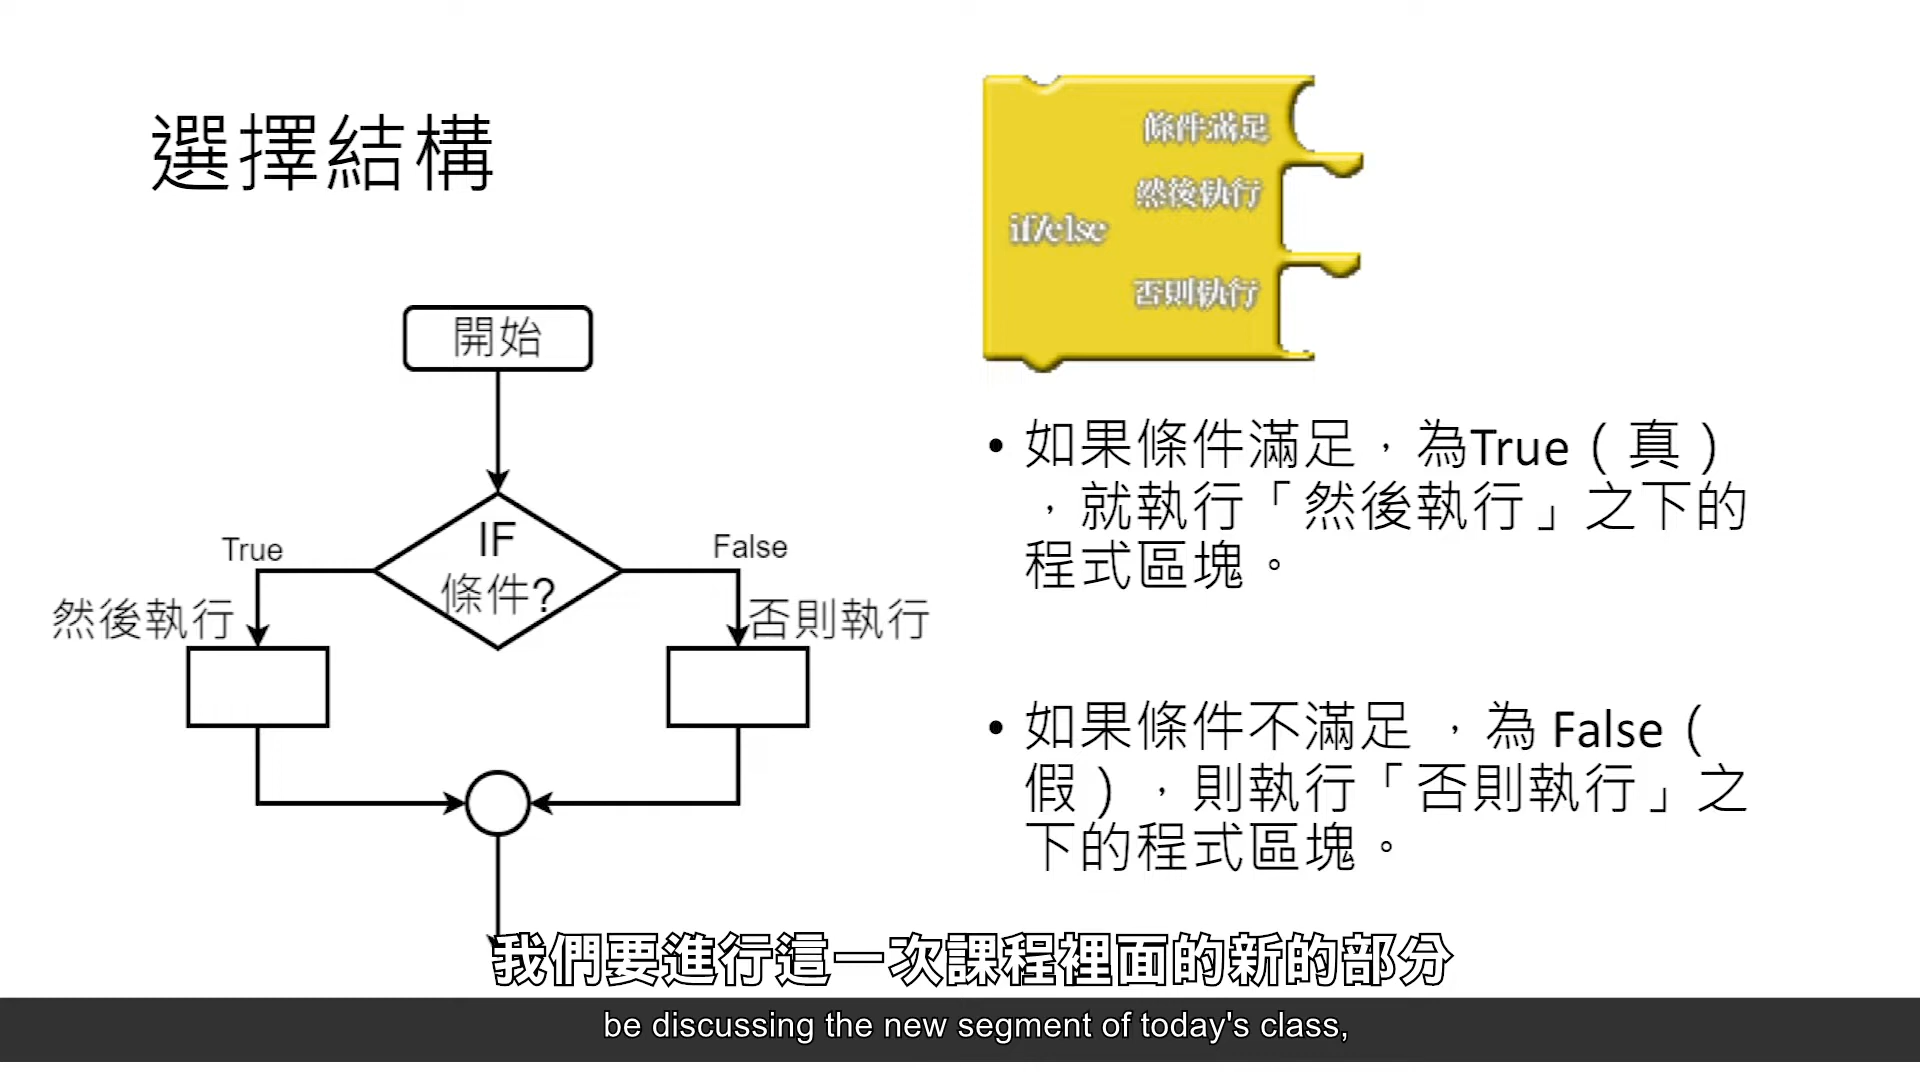 選擇結構
條件滿足
然後執行
if/else
否則執行
開始
IF
條件?
True
False
然後執行
否則執行
• 如果條件滿足，為True（真）
，就執行「然後執行」之下的
程式區塊。
• 如果條件不滿足 ，為 False（
假），則執行「否則執行」之
下的程式區塊。
我們要進行這一次課程裡面的新的部分
be discussing the new segment of today's class,